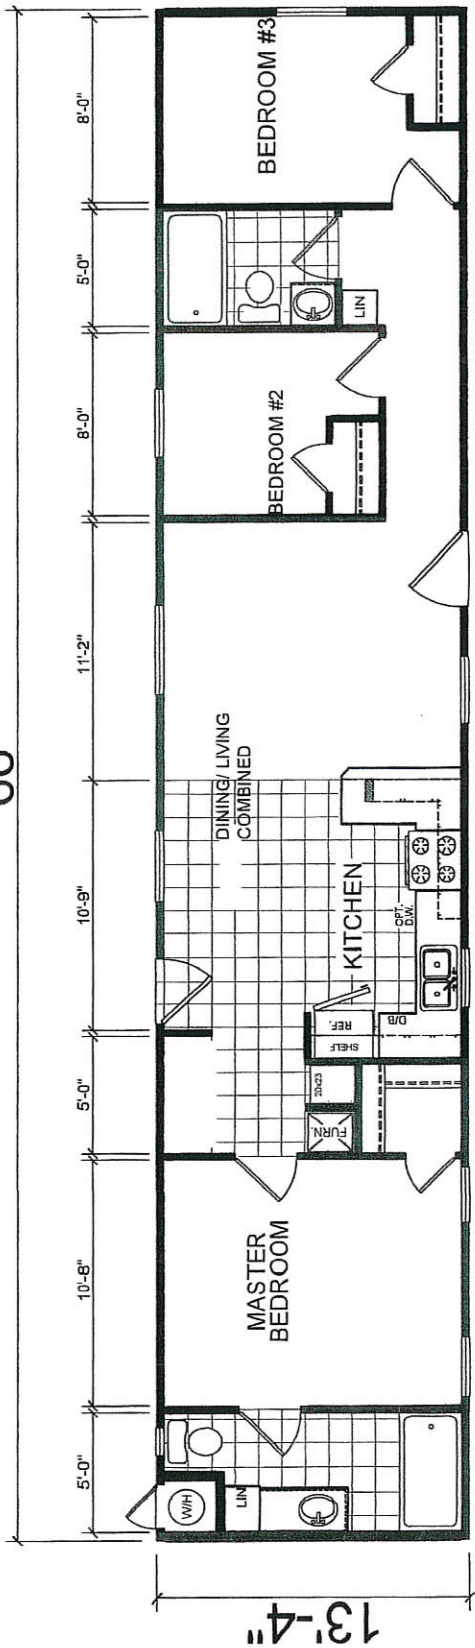 5'-0"
10'-8"
5'-0"
10'-9"
11'-2"
8'-0"
5'-0"
8'-0"
13'-4"
W/H
LIN
MASTER
BEDROOM
FURN.
20x23
SHELF
REF.
D/B
KITCHEN
OPT.
D.W.
DINING/ LIVING
COMBINED
BEDROOM #2
LIN
BEDROOM #3